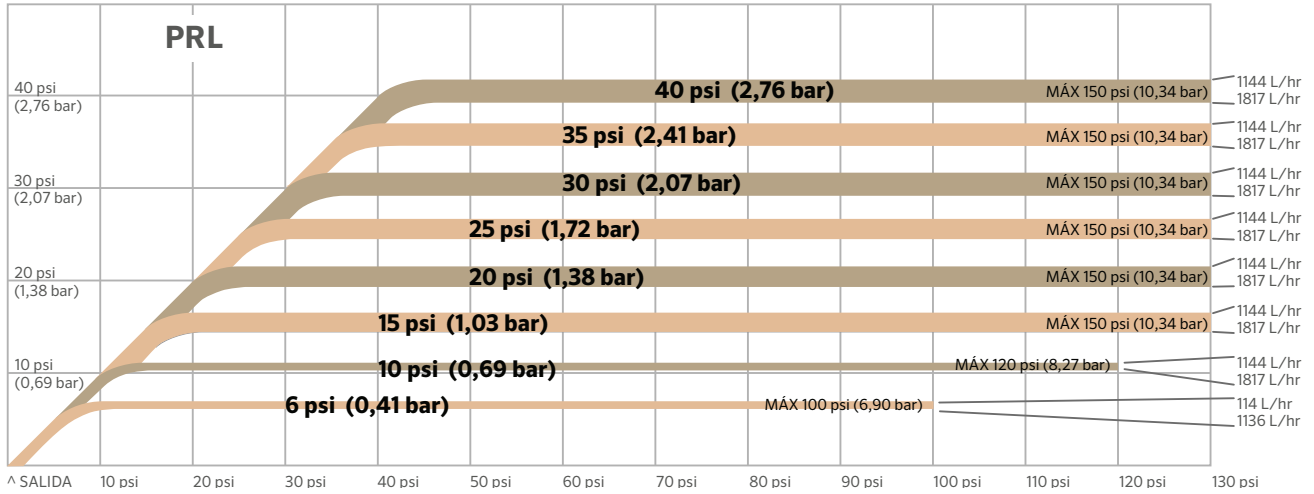 PRL
40 psi
(2,76 bar)
40 psi (2,76 bar)
MÁX 150 psi (10,34 bar)
1144 L/hr
1817 L/hr
35 psi (2,41 bar)
MÁX 150 psi (10,34 bar)
1144 L/hr
1817 L/hr
30 psi
(2,07 bar)
30 psi (2,07 bar)
MÁX 150 psi (10,34 bar)
1144 L/hr
1817 L/hr
25 psi (1,72 bar)
MÁX 150 psi (10,34 bar)
1144 L/hr
1817 L/hr
20 psi
(1,38 bar)
20 psi (1,38 bar)
MÁX 150 psi (10,34 bar)
1144 L/hr
1817 L/hr
15 psi (1,03 bar)
MÁX 150 psi (10,34 bar)
1144 L/hr
1817 L/hr
10 psi
(0,69 bar)
10 psi (0,69 bar)
MÁX 120 psi (8,27 bar)
1144 L/hr
1817 L/hr
6 psi (0,41 bar)
MÁX 100 psi (6,90 bar)
114 L/hr
1136 L/hr
^ SALIDA 10 psi 20 psi 30 psi 40 psi 50 psi 60 psi 70 psi 80 psi 90 psi 100 psi 110 psi 120 psi 130 psi